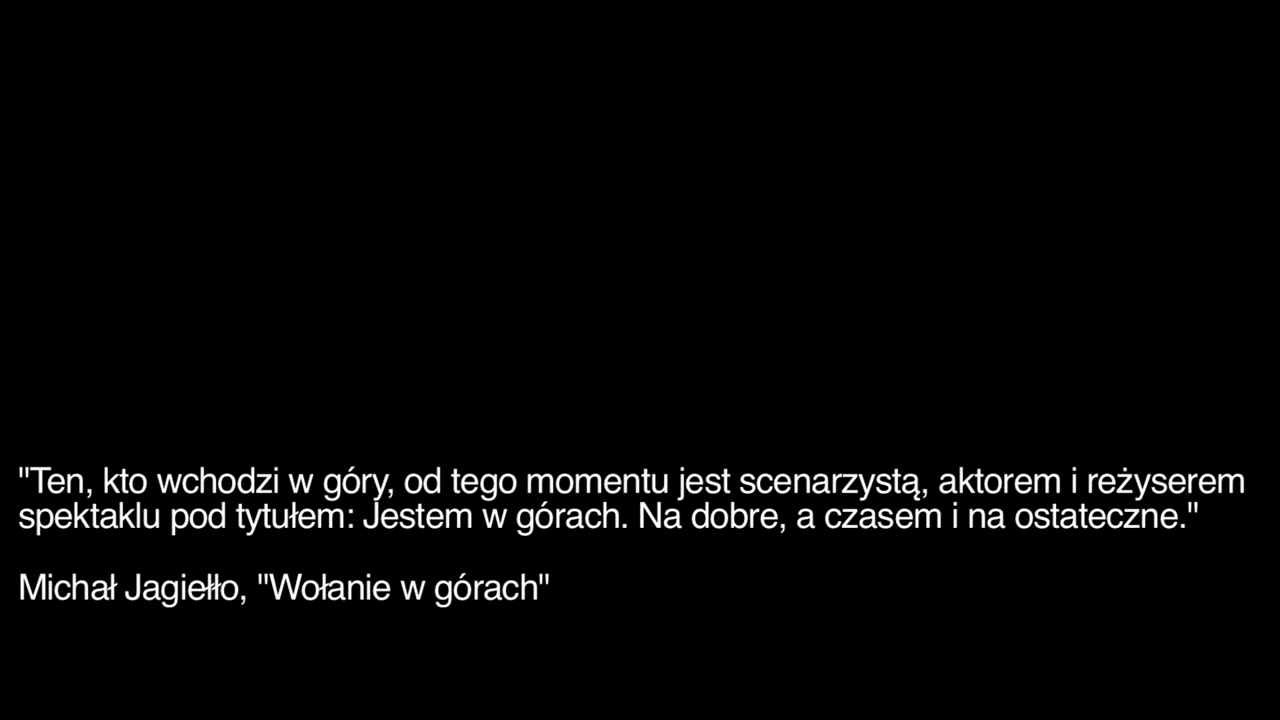 "Ten, kto wchodzi w góry, od tego momentu jest scenarzystą, aktorem i reżyserem
spektaklu pod tytułem: Jestem w górach. Na dobre, a czasem i na ostateczne."
Michał Jagiełło, "Wołanie w górach"